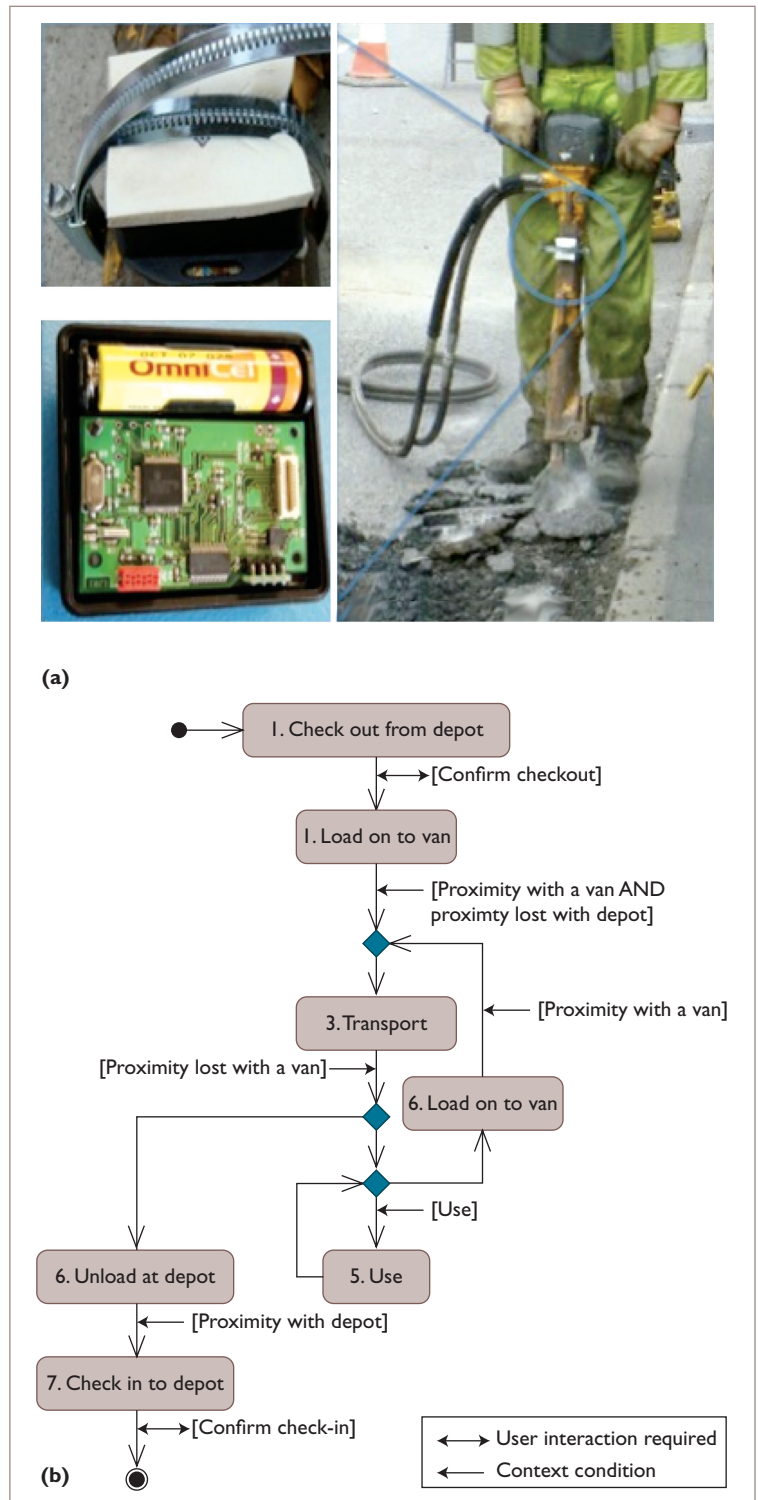 OCT 07 02
OmniCel
(a)
1. Check out from depot
[Confirm checkout]
1. Load on to van
[Proximity with a van AND
proximty lost with depot]
3. Transport
[Proximity with a van]
[Proximity lost with a van]
6. Load on to van
[Use]
6. Unload at depot
5. Use
[Proximity with depot]
7. Check in to depot
[Confirm check-in]
User interaction required
Context condition
(b)